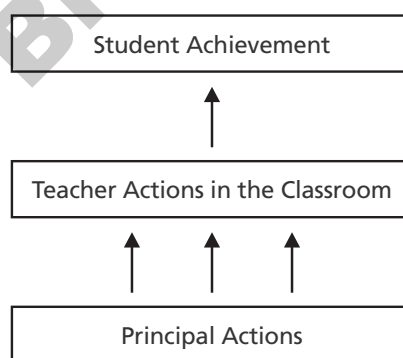 Student Achievement
Teacher Actions in the Classroom
Principal Actions